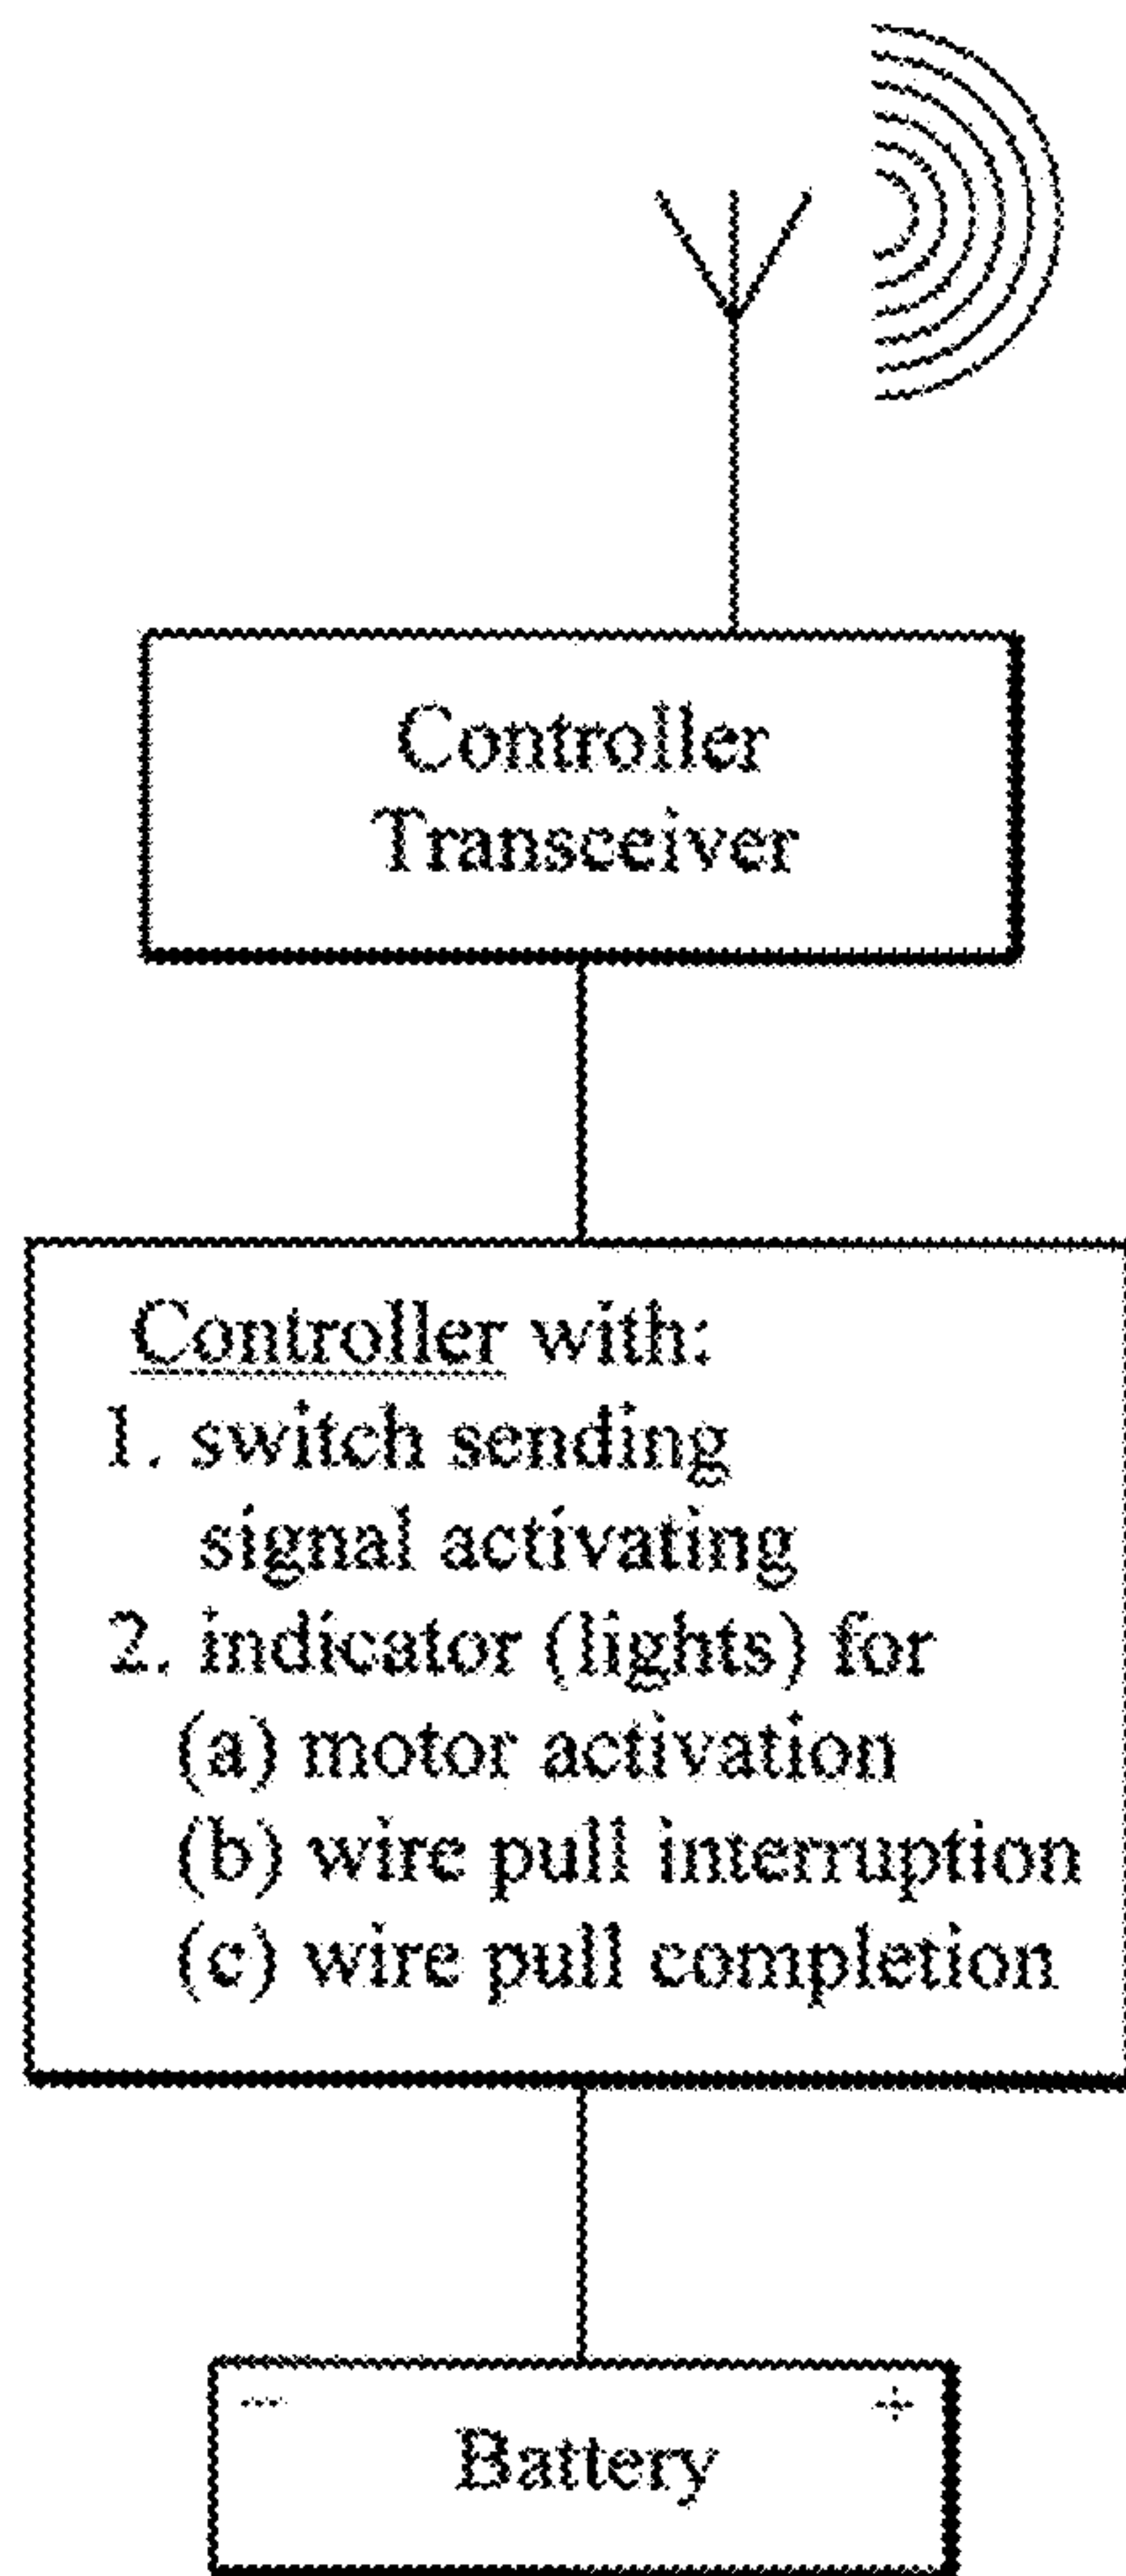 Controller
Transceiver
Controller with:
1. switch sending
signal activating
2. indicator (lights) for
(a) motor activation
(b) wire pull interruption
(c) wire pull completion
- +
Battery